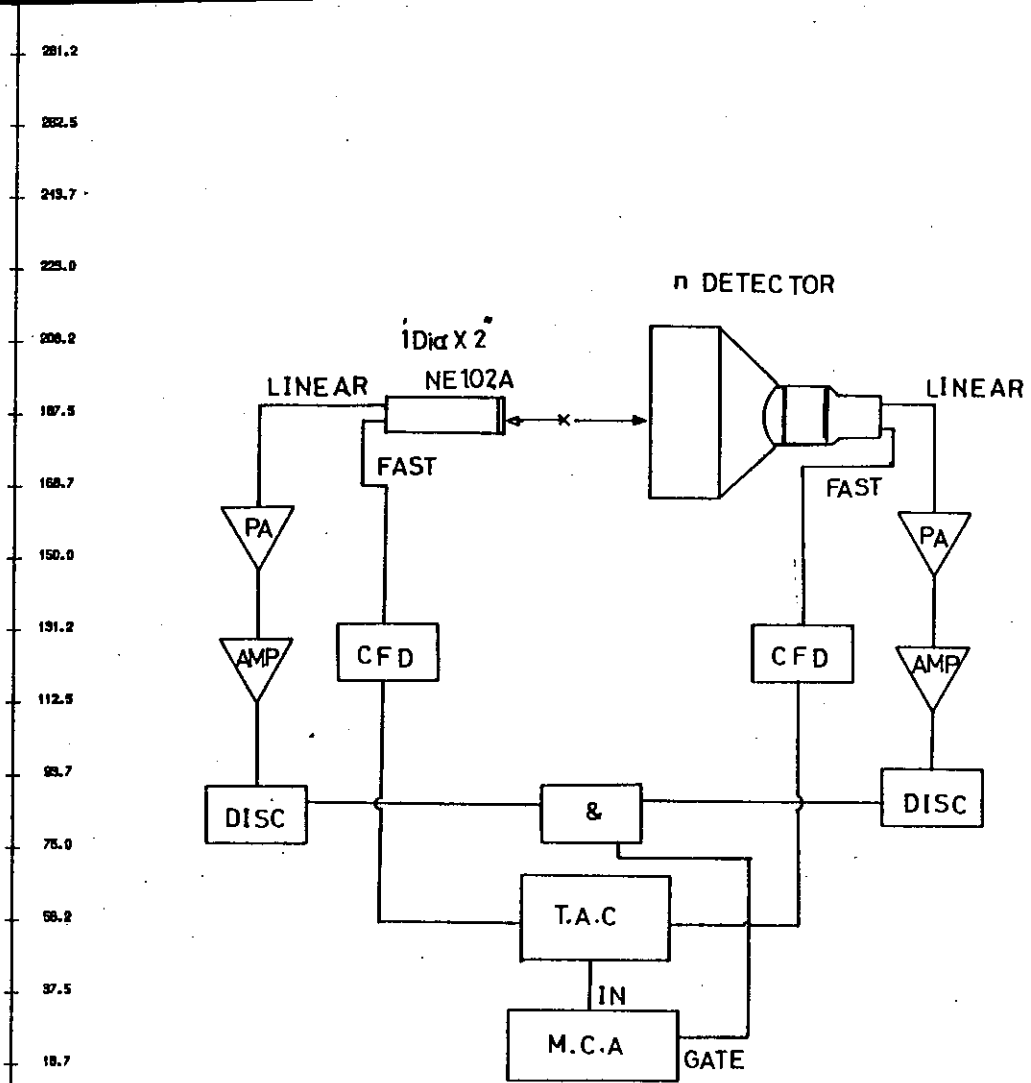 281.2
262.5
243.7
225.0
206.2
187.5
168.7
150.0
131.2
112.5
93.7
75.0
56.2
37.5
18.7
n DETECTOR
1"Dia X 2"
NE102A
LINEAR
LINEAR
FAST
FAST
PA
PA
CFD
CFD
AMP
AMP
DISC
&
DISC
T.A.C
IN
M.C.A
GATE